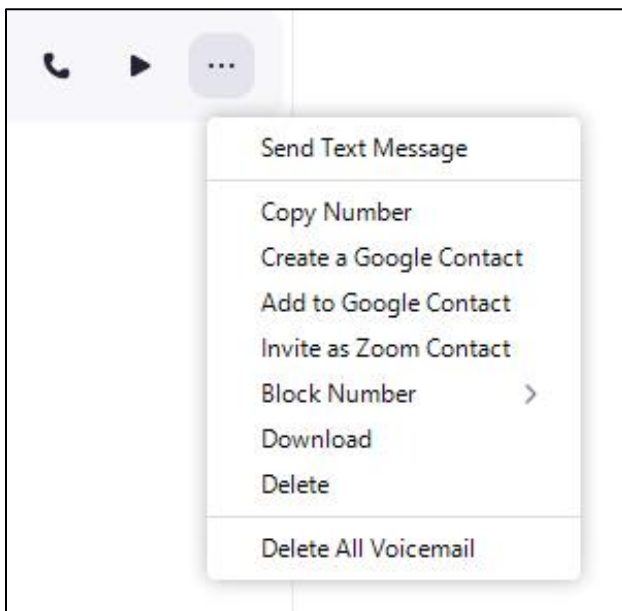 Send Text Message
Copy Number
Create a Google Contact
Add to Google Contact
Invite as Zoom Contact
Block Number
Download
Delete
Delete All Voicemail